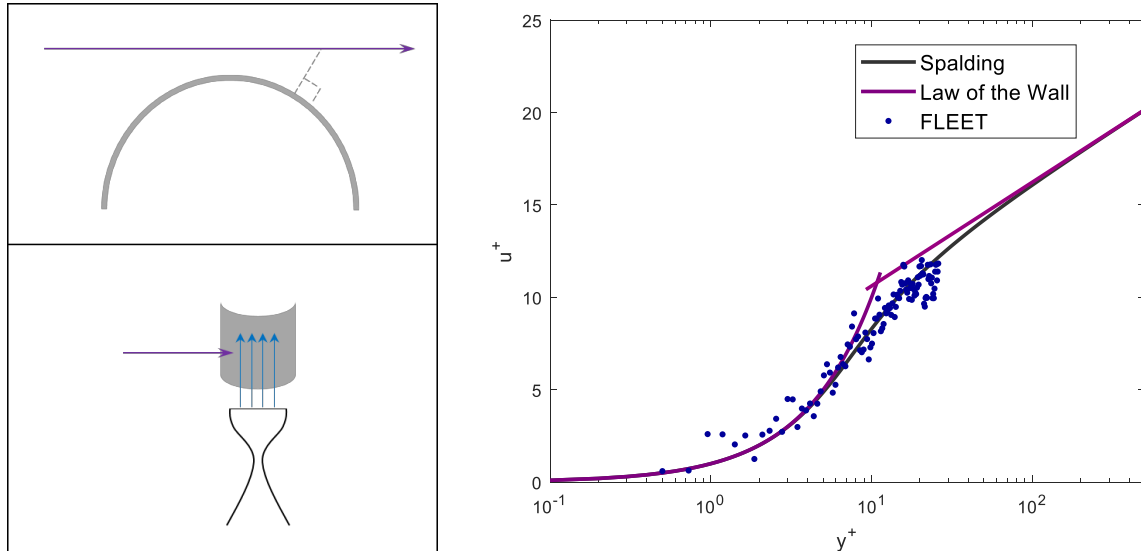 25
20
15
10
5
0
u⁺
Spalding
Law of the Wall
FLEET
10⁻¹
10⁰
10¹
10²
y⁺